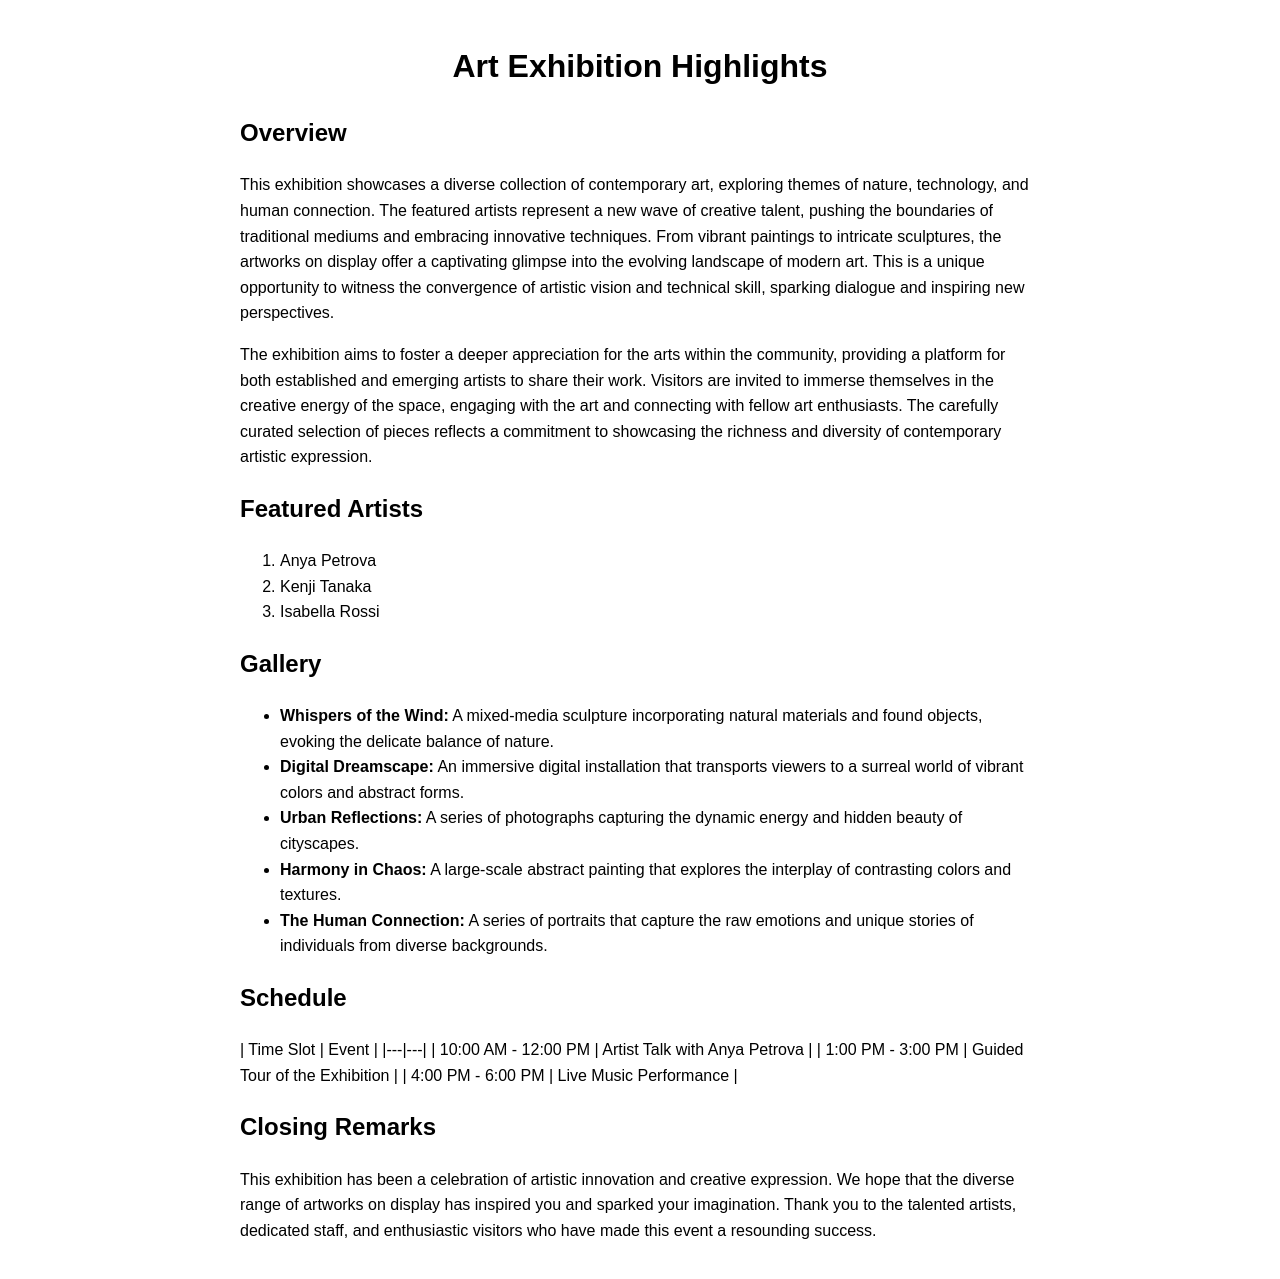 Art Exhibition Highlights
Overview
This exhibition showcases a diverse collection of contemporary art, exploring themes of nature, technology, and
human connection. The featured artists represent a new wave of creative talent, pushing the boundaries of
traditional mediums and embracing innovative techniques. From vibrant paintings to intricate sculptures, the
artworks on display offer a captivating glimpse into the evolving landscape of modern art. This is a unique
opportunity to witness the convergence of artistic vision and technical skill, sparking dialogue and inspiring new
perspectives.
The exhibition aims to foster a deeper appreciation for the arts within the community, providing a platform for
both established and emerging artists to share their work. Visitors are invited to immerse themselves in the
creative energy of the space, engaging with the art and connecting with fellow art enthusiasts. The carefully
curated selection of pieces reflects a commitment to showcasing the richness and diversity of contemporary
artistic expression.
Featured Artists
1. Anya Petrova
2. Kenji Tanaka
3. Isabella Rossi
Gallery
• Whispers of the Wind: A mixed-media sculpture incorporating natural materials and found objects,
evoking the delicate balance of nature.
• Digital Dreamscape: An immersive digital installation that transports viewers to a surreal world of vibrant
colors and abstract forms.
• Urban Reflections: A series of photographs capturing the dynamic energy and hidden beauty of
cityscapes.
• Harmony in Chaos: A large-scale abstract painting that explores the interplay of contrasting colors and
textures.
• The Human Connection: A series of portraits that capture the raw emotions and unique stories of
individuals from diverse backgrounds.
Schedule
| Time Slot | Event | |---|---| | 10:00 AM - 12:00 PM | Artist Talk with Anya Petrova | | 1:00 PM - 3:00 PM | Guided
Tour of the Exhibition | | 4:00 PM - 6:00 PM | Live Music Performance |
Closing Remarks
This exhibition has been a celebration of artistic innovation and creative expression. We hope that the diverse
range of artworks on display has inspired you and sparked your imagination. Thank you to the talented artists,
dedicated staff, and enthusiastic visitors who have made this event a resounding success.